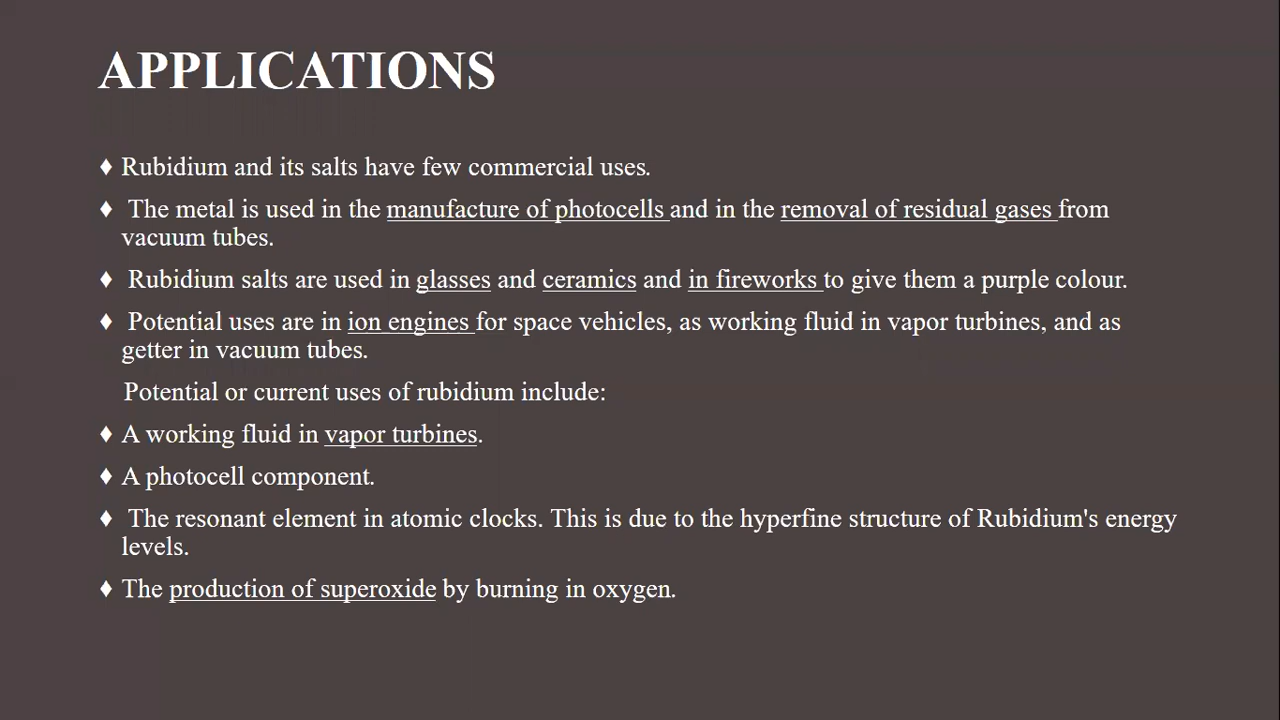 APPLICATIONS
♦ Rubidium and its salts have few commercial uses.
♦ The metal is used in the manufacture of photocells and in the removal of residual gases from
vacuum tubes.
♦ Rubidium salts are used in glasses and ceramics and in fireworks to give them a purple colour.
♦ Potential uses are in ion engines for space vehicles, as working fluid in vapor turbines, and as
getter in vacuum tubes.
Potential or current uses of rubidium include:
♦ A working fluid in vapor turbines.
♦ A photocell component.
♦ The resonant element in atomic clocks. This is due to the hyperfine structure of Rubidium's energy
levels.
♦ The production of superoxide by burning in oxygen.